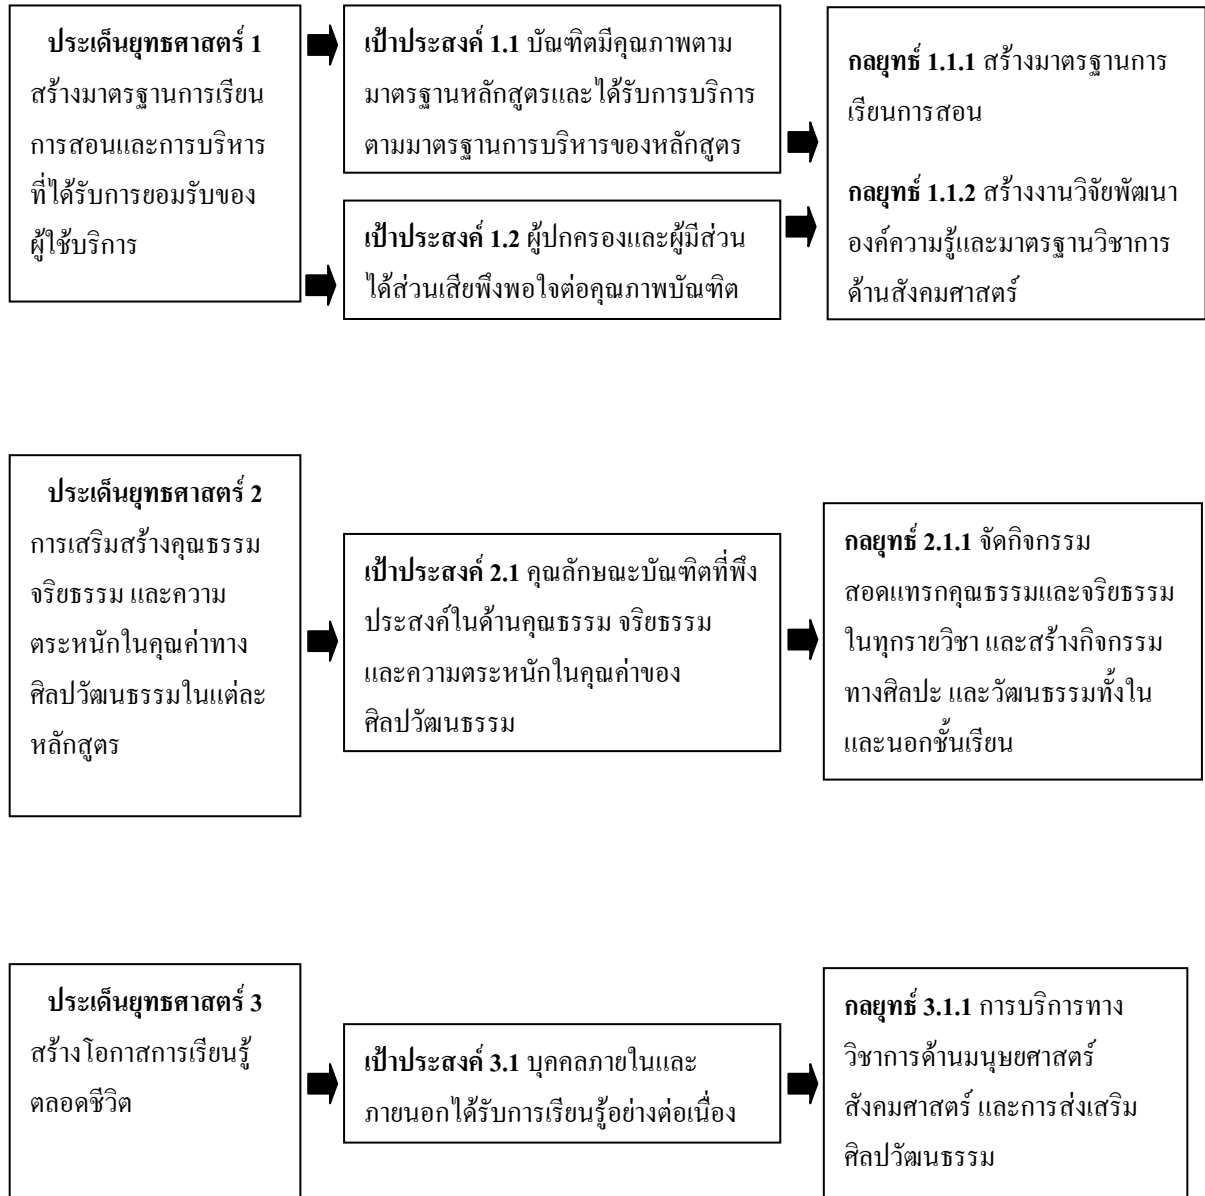 ประเด็นยุทธศาสตร์ 1
สร้างมาตรฐานการเรียน
การสอนและการบริหาร
ที่ได้รับการยอมรับของ
ผู้ใช้บริการ
เป้าประสงค์ 1.1 บัณฑิตมีคุณภาพตาม
มาตรฐานหลักสูตรและได้รับการบริการ
ตามมาตรฐานการบริหารของหลักสูตร
เป้าประสงค์ 1.2 ผู้ปกครองและผู้มีส่วน
ได้ส่วนเสียพึงพอใจต่อคุณภาพบัณฑิต
กลยุทธ์ 1.1.1 สร้างมาตรฐานการ
เรียนการสอน
กลยุทธ์ 1.1.2 สร้างงานวิจัยพัฒนา
องค์ความรู้และมาตรฐานวิชาการ
ด้านสังคมศาสตร์
ประเด็นยุทธศาสตร์ 2
การเสริมสร้างคุณธรรม
จริยธรรม และความ
ตระหนักในคุณค่าทาง
ศิลปวัฒนธรรมในแต่ละ
หลักสูตร
เป้าประสงค์ 2.1 คุณลักษณะบัณฑิตที่พึง
ประสงค์ในด้านคุณธรรม จริยธรรม
และความตระหนักในคุณค่าของ
ศิลปวัฒนธรรม
กลยุทธ์ 2.1.1 จัดกิจกรรม
สอดแทรกคุณธรรมและจริยธรรม
ในทุกรายวิชา และสร้างกิจกรรม
ทางศิลปะ และวัฒนธรรมทั้งใน
และนอกชั้นเรียน
ประเด็นยุทธศาสตร์ 3
สร้างโอกาสการเรียนรู้
ตลอดชีวิต
เป้าประสงค์ 3.1 บุคคลภายในและ
ภายนอกได้รับการเรียนรู้อย่างต่อเนื่อง
กลยุทธ์ 3.1.1 การบริการทาง
วิชาการด้านมนุษยศาสตร์
สังคมศาสตร์ และการส่งเสริม
ศิลปวัฒนธรรม